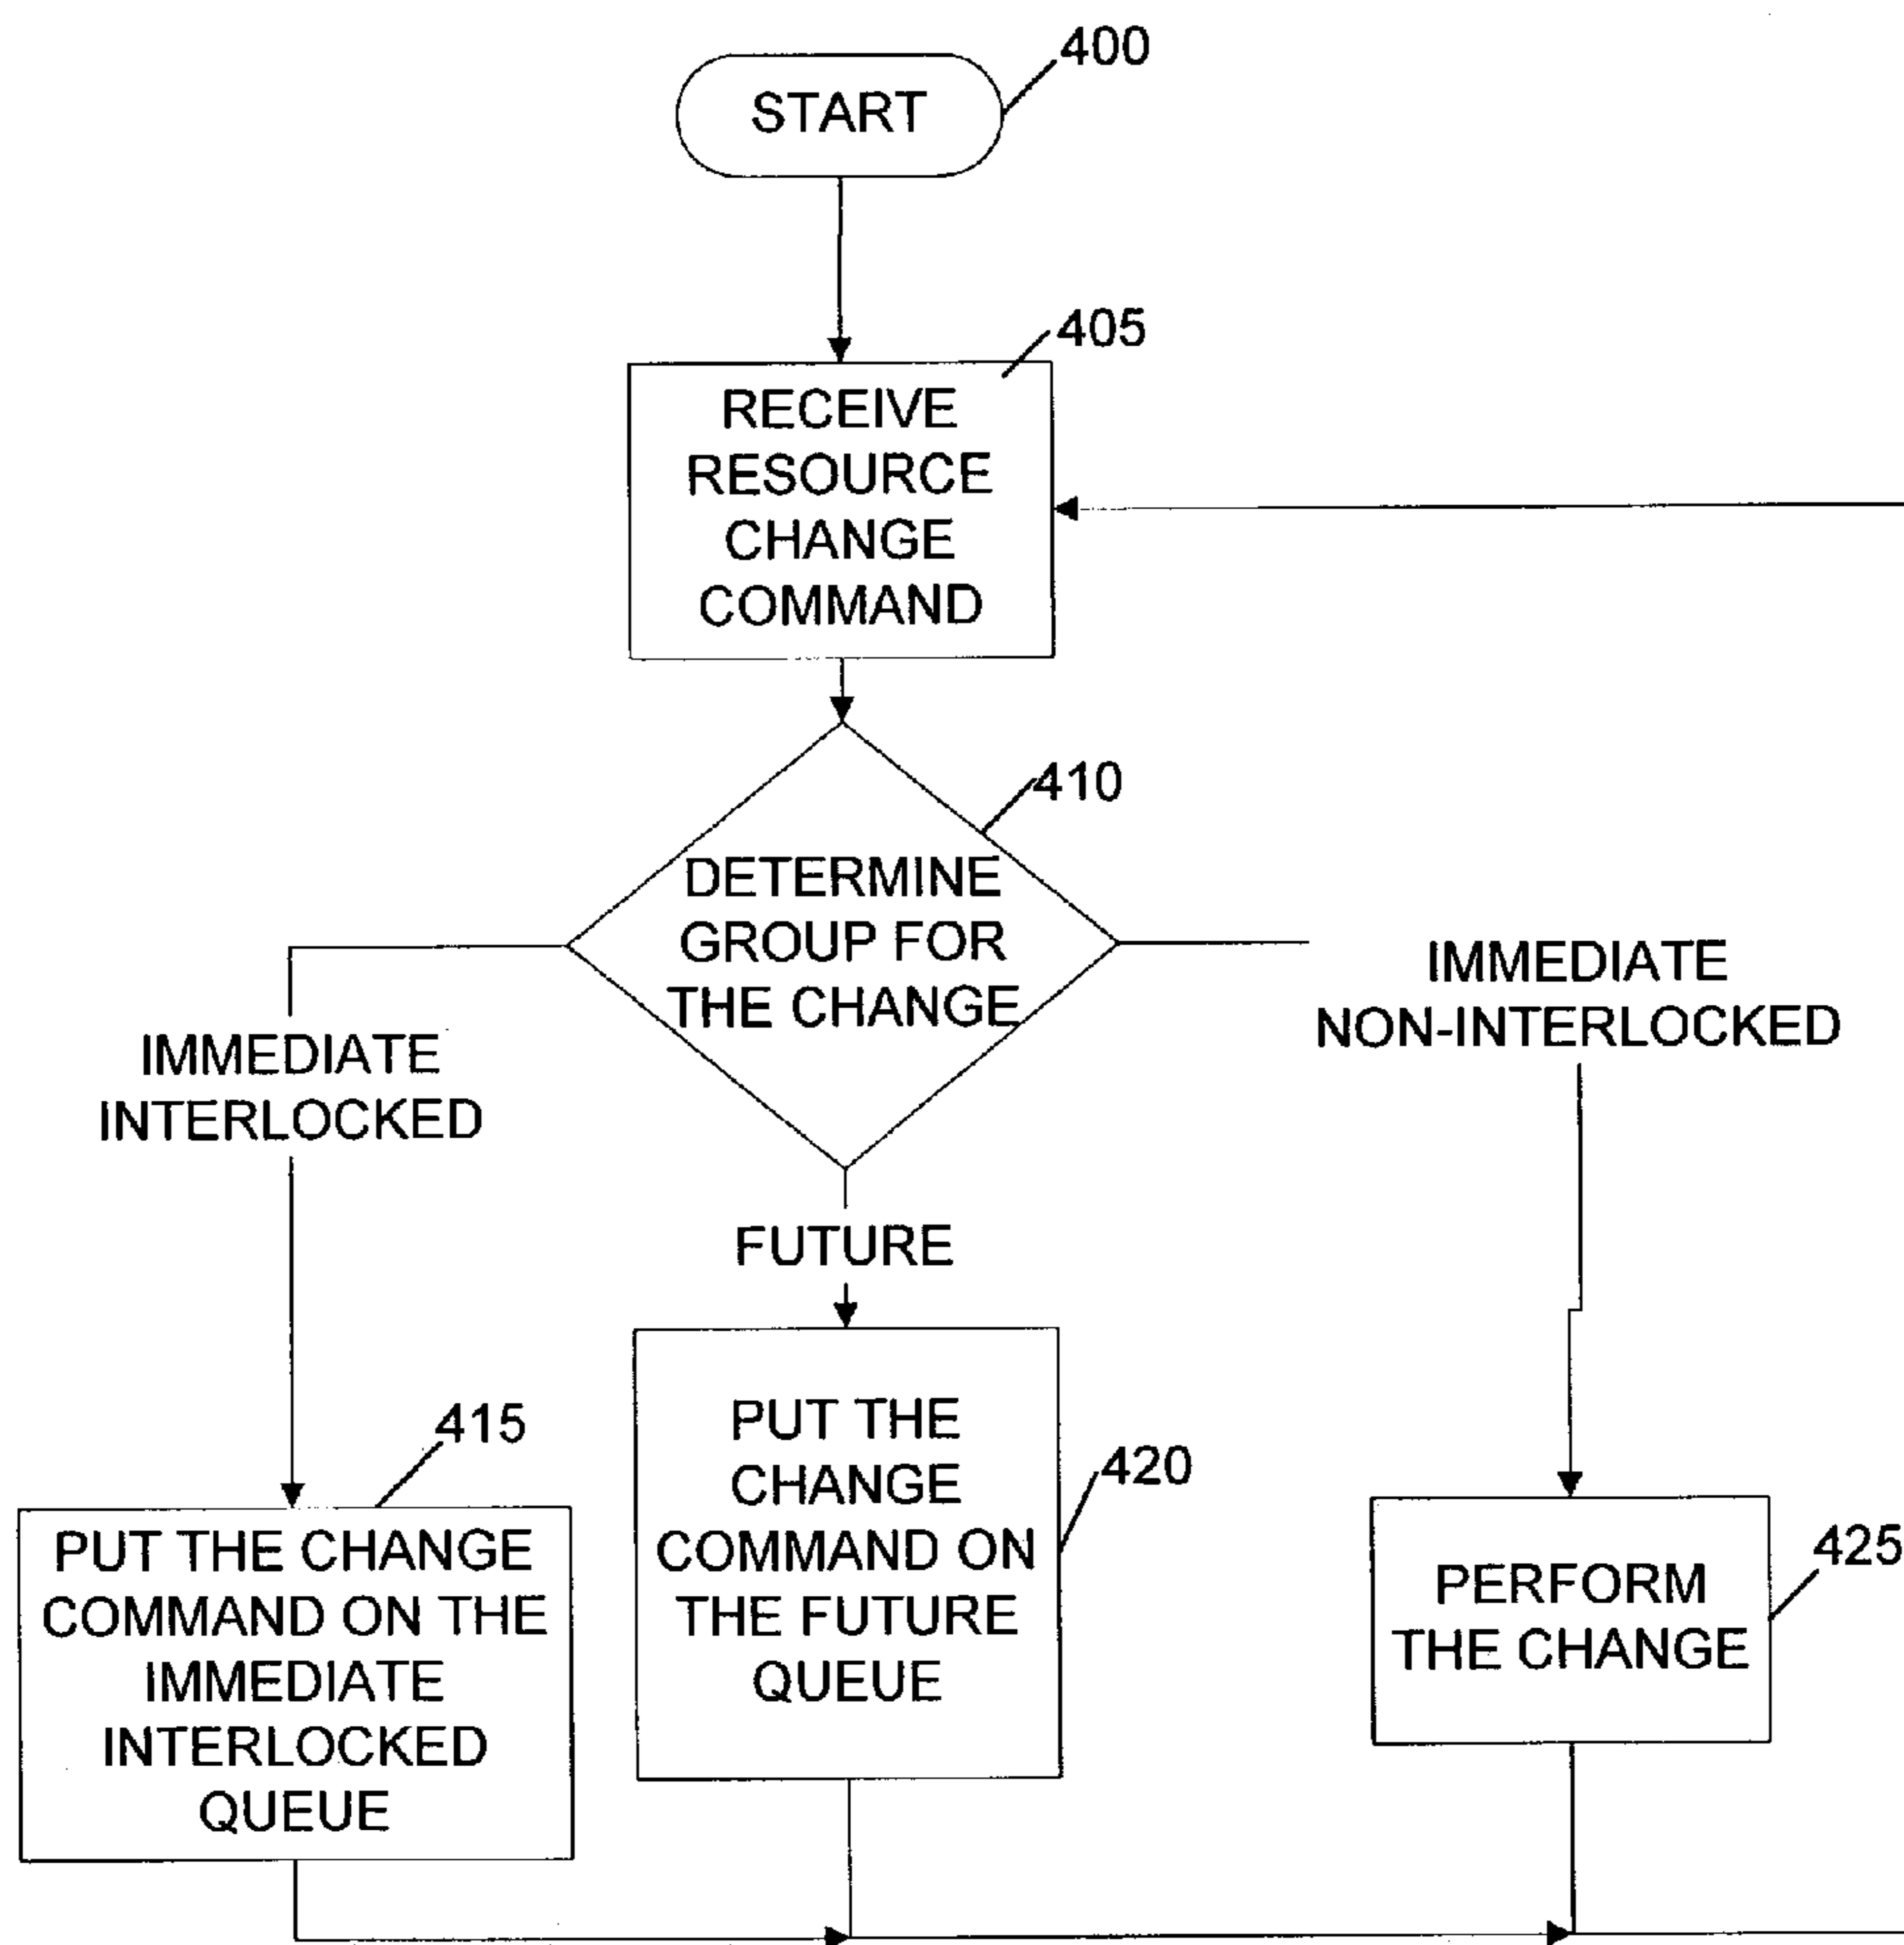 START
400
405
RECEIVE
RESOURCE
CHANGE
COMMAND
410
DETERMINE
GROUP FOR
THE CHANGE
IMMEDIATE
INTERLOCKED
FUTURE
IMMEDIATE
NON-INTERLOCKED
415
PUT THE CHANGE
COMMAND ON THE
IMMEDIATE
INTERLOCKED
QUEUE
420
PUT THE
CHANGE
COMMAND ON
THE FUTURE
QUEUE
425
PERFORM
THE CHANGE